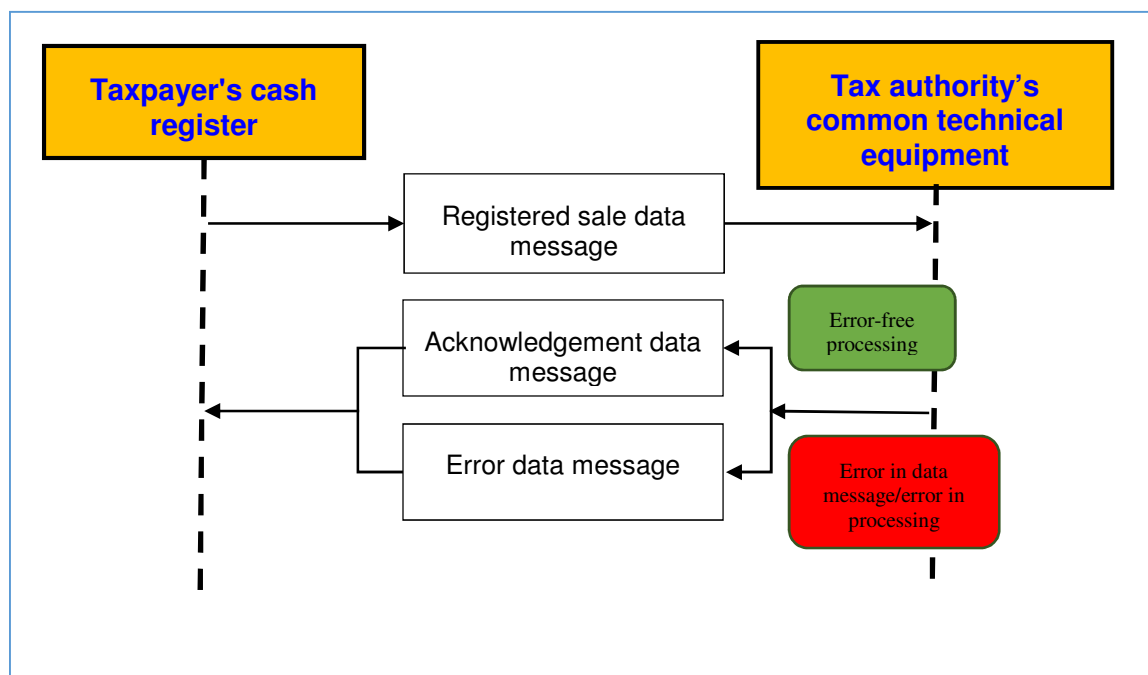 Taxpayer's cash
register
Tax authority’s
common technical
equipment
Registered sale data
message
Error-free
processing
Acknowledgement data
message
Error data message
Error in data
message/error in
processing